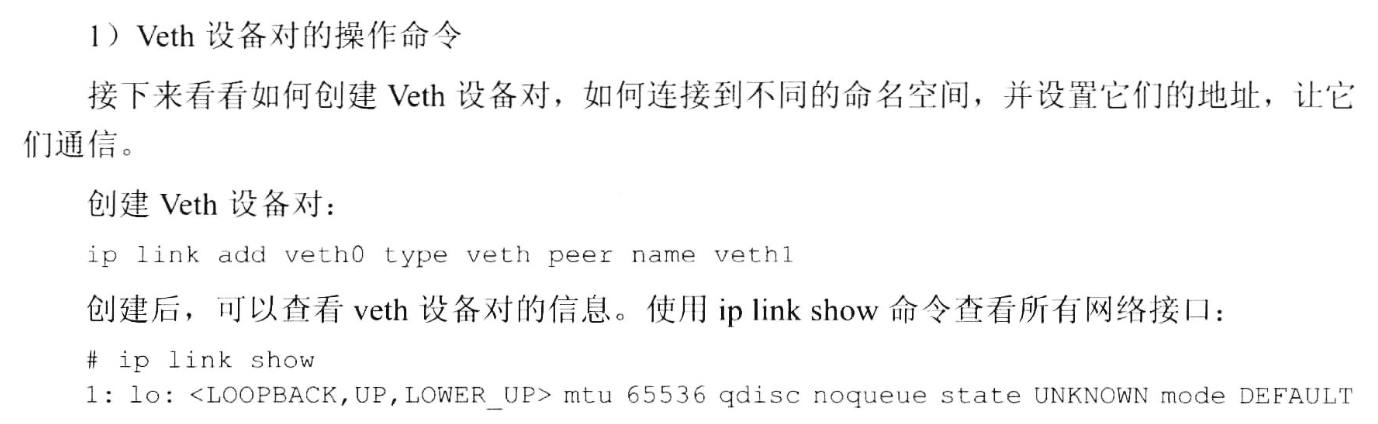 1）Veth 设备对的操作命令
接下来看看如何创建 Veth 设备对，如何连接到不同的命名空间，并设置它们的地址，让它
们通信。
创建 Veth 设备对：
ip link add veth0 type veth peer name veth1
创建后，可以查看 veth 设备对的信息。使用 ip link show 命令查看所有网络接口：
# ip link show
1: lo: <LOOPBACK,UP,LOWER_UP> mtu 65536 qdisc noqueue state UNKNOWN mode DEFAULT